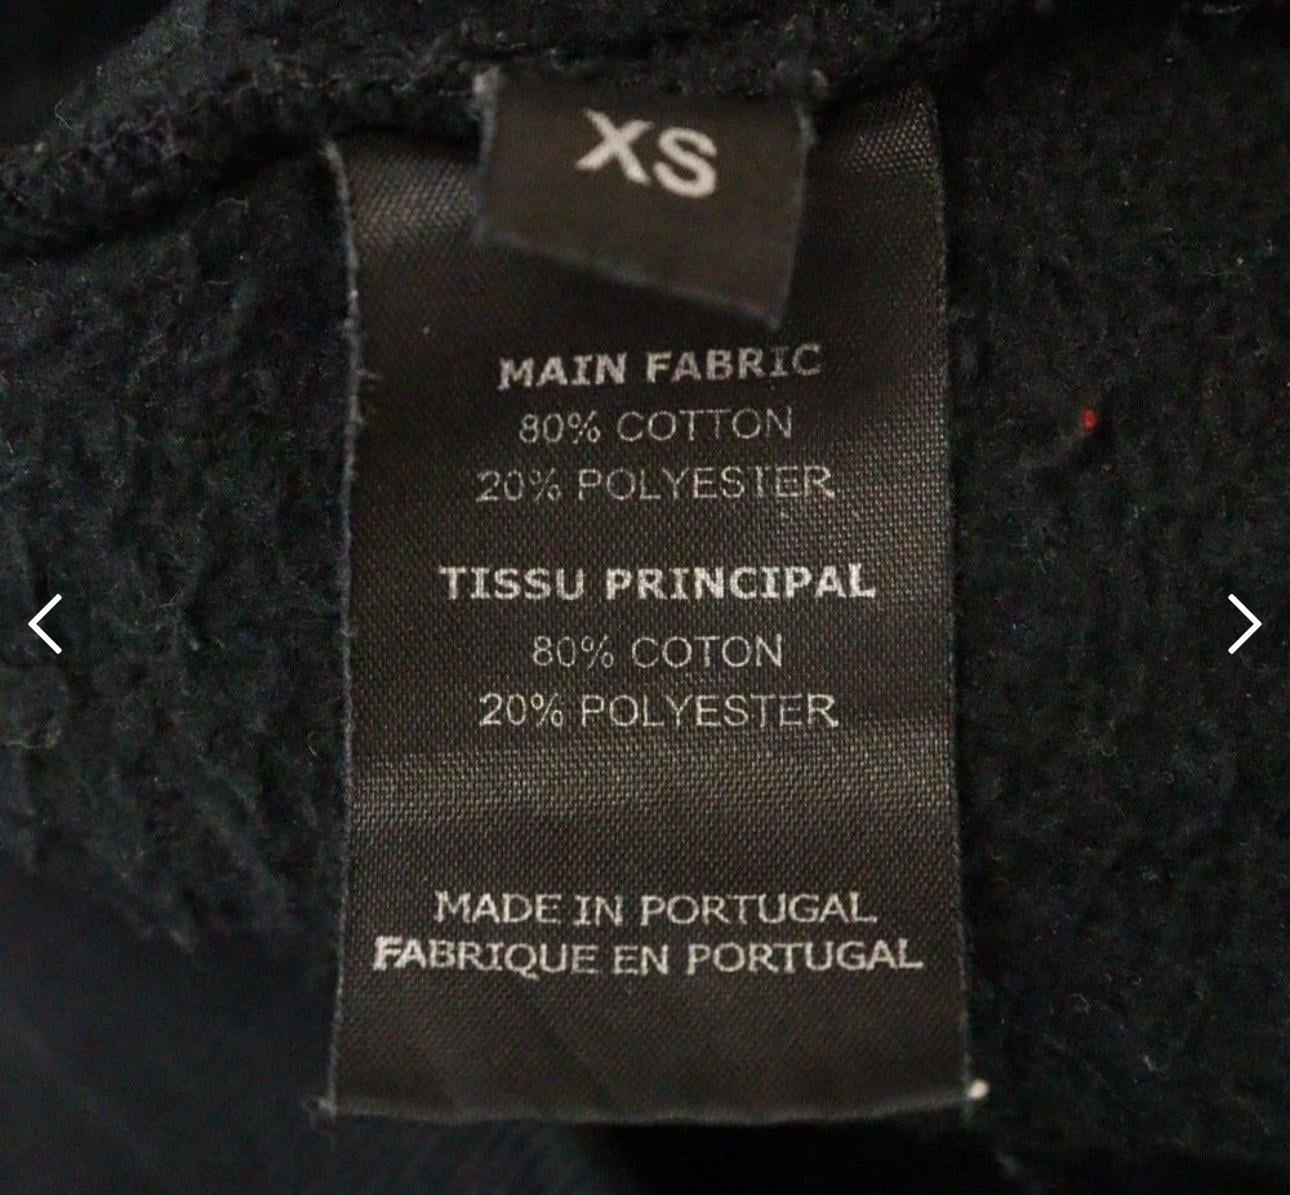 XS
MAIN FABRIC
80% COTTON
20% POLYESTER
TISSU PRINCIPAL
80% COTON
20% POLYESTER
MADE IN PORTUGAL
FABRIQUE EN PORTUGAL